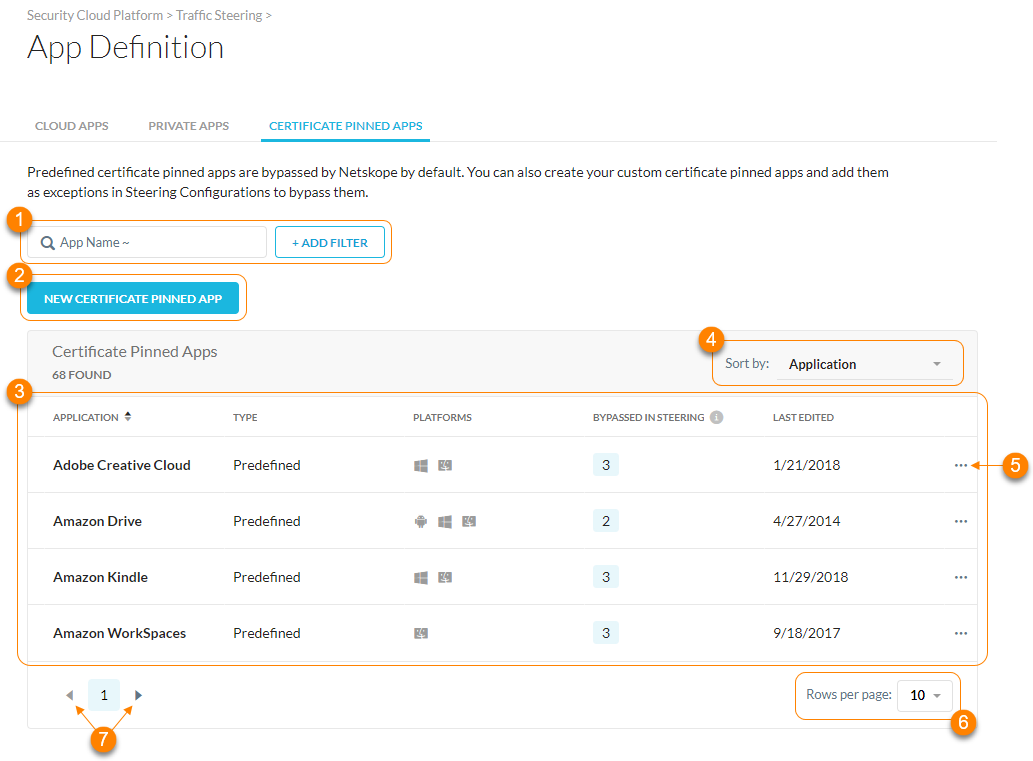 Security Cloud Platform > Traffic Steering >
App Definition
CLOUD APPS PRIVATE APPS CERTIFICATE PINNED APPS
Predefined certificate pinned apps are bypassed by Netskope by default. You can also create your custom certificate pinned apps and add them
as exceptions in Steering Configurations to bypass them.
1
App Name ~ + ADD FILTER
2
NEW CERTIFICATE PINNED APP
Certificate Pinned Apps
68 FOUND
4
Sort by: Application
3
APPLICATION TYPE PLATFORMS BYPASSED IN STEERING i LAST EDITED
Adobe Creative Cloud Predefined 3 1/21/2018 ... 5
Amazon Drive Predefined 2 4/27/2014 ...
Amazon Kindle Predefined 3 11/29/2018 ...
Amazon WorkSpaces Predefined 3 9/18/2017 ...
1 Rows per page: 10
6
7